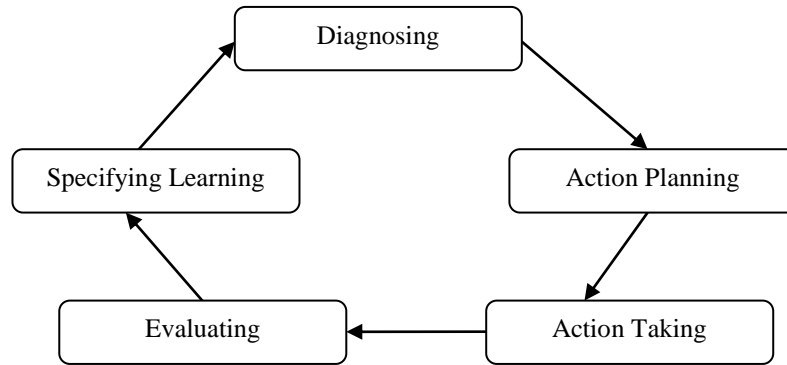 Diagnosing
Specifying Learning
Action Planning
Evaluating
Action Taking